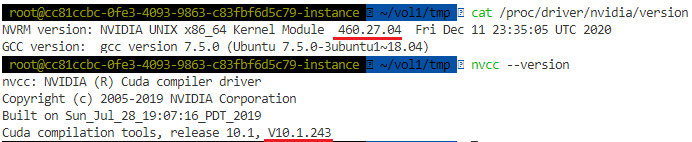 root@cc81ccbc-0fe3-4093-9863-c83fbf6d5c79-instance ~/vol1/tmp cat /proc/driver/nvidia/version
NVRM version: NVIDIA UNIX x86_64 Kernel Module 460.27.04 Fri Dec 11 23:35:05 UTC 2020
GCC version: gcc version 7.5.0 (Ubuntu 7.5.0-3ubuntu1~18.04)
root@cc81ccbc-0fe3-4093-9863-c83fbf6d5c79-instance ~/vol1/tmp nvcc --version
nvcc: NVIDIA (R) Cuda compiler driver
Copyright (c) 2005-2019 NVIDIA Corporation
Built on Sun_Jul_28_19:07:16_PDT_2019
Cuda compilation tools, release 10.1, V10.1.243